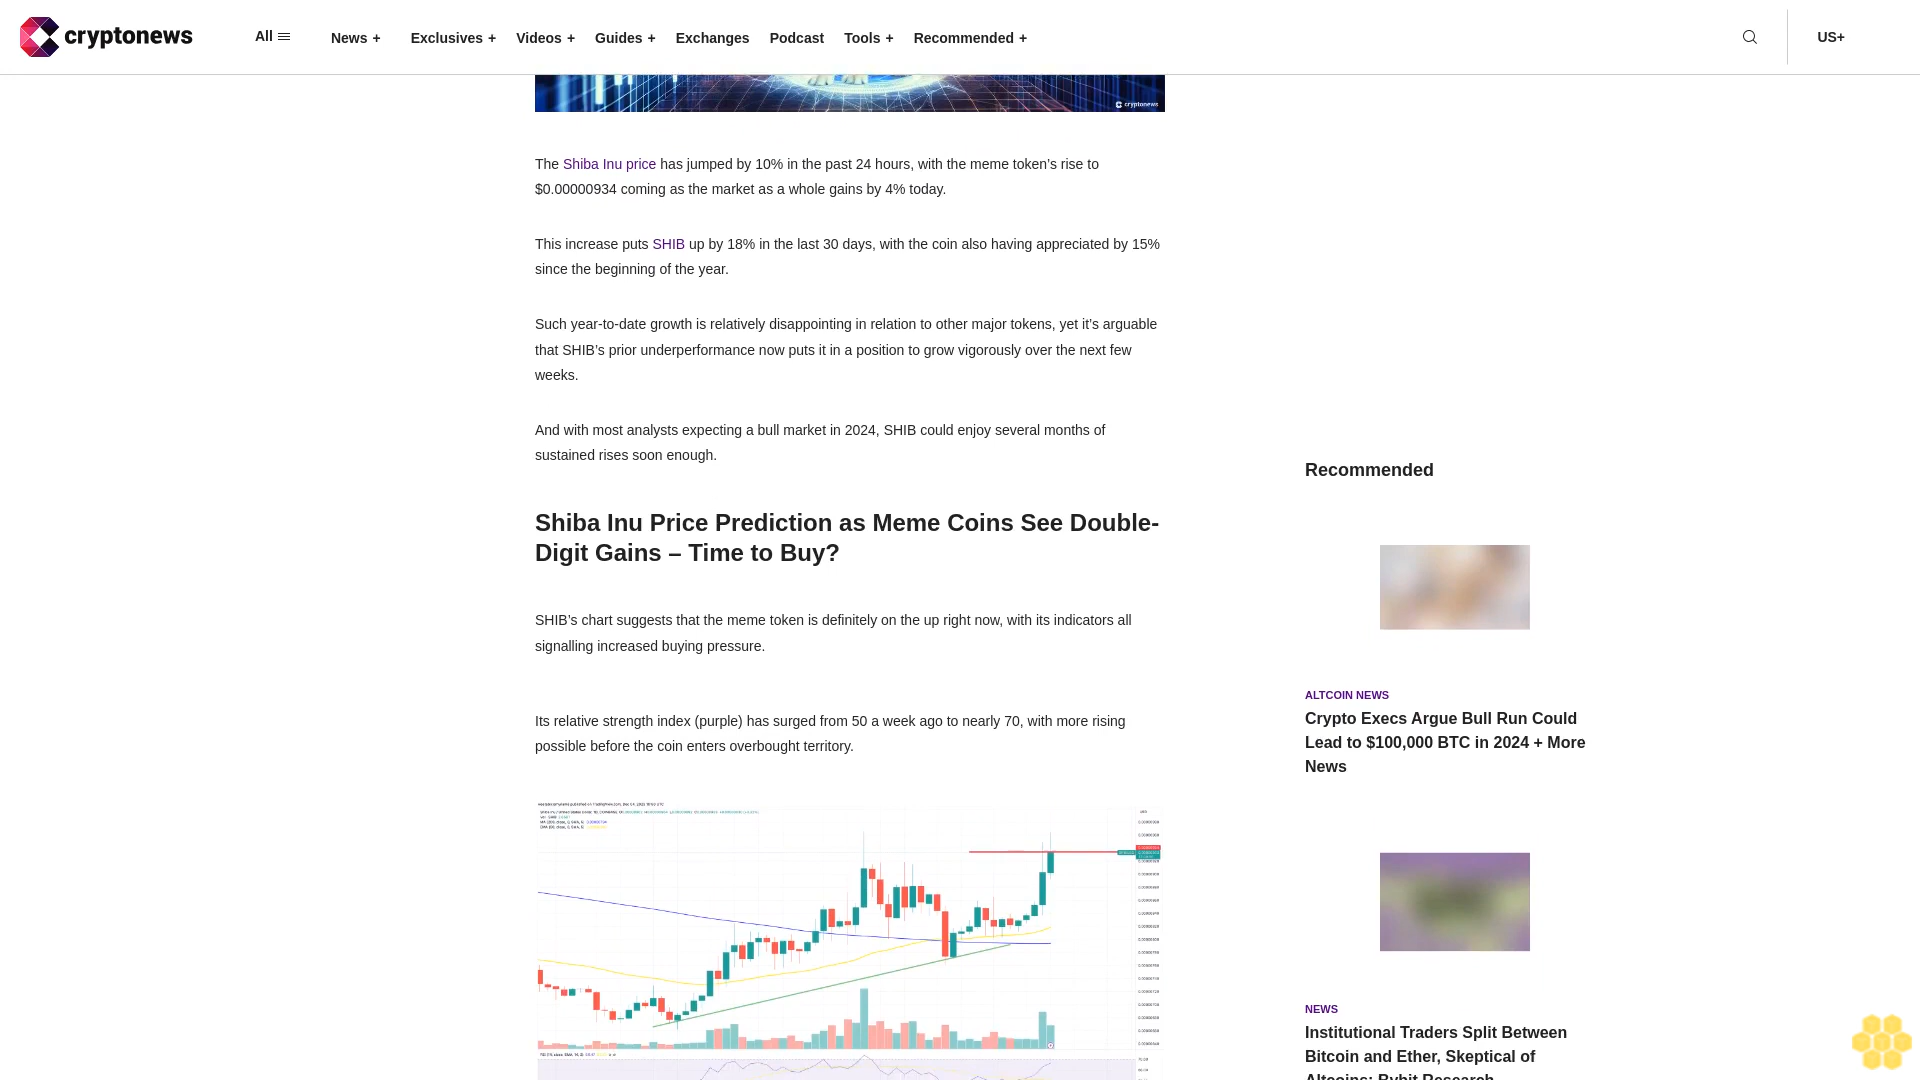 cryptonews
All
News +
Exclusives +
Videos +
Guides +
Exchanges
Podcast
Tools +
Recommended +
US+
cryptonews
The Shiba Inu price has jumped by 10% in the past 24 hours, with the meme token’s rise to
$0.00000934 coming as the market as a whole gains by 4% today.
This increase puts SHIB up by 18% in the last 30 days, with the coin also having appreciated by 15%
since the beginning of the year.
Such year-to-date growth is relatively disappointing in relation to other major tokens, yet it’s arguable
that SHIB’s prior underperformance now puts it in a position to grow vigorously over the next few
weeks.
And with most analysts expecting a bull market in 2024, SHIB could enjoy several months of
sustained rises soon enough.
Shiba Inu Price Prediction as Meme Coins See Double-
Digit Gains – Time to Buy?
SHIB’s chart suggests that the meme token is definitely on the up right now, with its indicators all
signalling increased buying pressure.
Its relative strength index (purple) has surged from 50 a week ago to nearly 70, with more rising
possible before the coin enters overbought territory.
Recommended
ALTCOIN NEWS
Crypto Execs Argue Bull Run Could
Lead to $100,000 BTC in 2024 + More
News
NEWS
Institutional Traders Split Between
Bitcoin and Ether, Skeptical of
Altcoins: Bybit Research